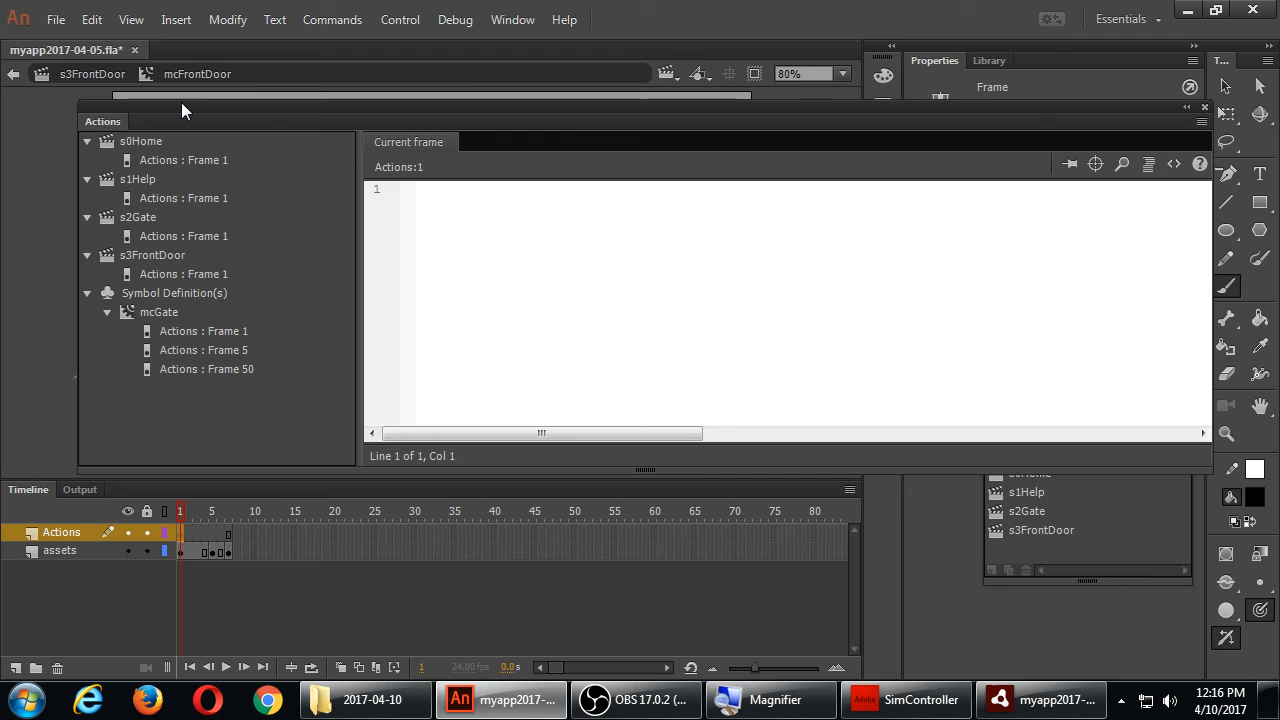 An File Edit View Insert Modify Text Commands Control Debug Window Help Essentials
myapp2017-04-05.fla* ×
s3FrontDoor mcFrontDoor 80%
Properties Library
T...
Frame
Actions
s0Home
Actions : Frame 1
s1Help
Actions : Frame 1
s2Gate
Actions : Frame 1
s3FrontDoor
Actions : Frame 1
Symbol Definition(s)
mcGate
Actions : Frame 1
Actions : Frame 5
Actions : Frame 50
Current frame
Actions:1
1
Line 1 of 1, Col 1
s1Help
s2Gate
s3FrontDoor
Timeline Output
1 5 10 15 20 25 30 35 40 45 50 55 60 65 70 75 80
Actions
assets
1 24.00 fps 0.0 s
2017-04-10
An myapp2017-...
OBS 17.0.2 (...
Magnifier
Adobe SimController
myapp2017-...
12:16 PM
4/10/2017